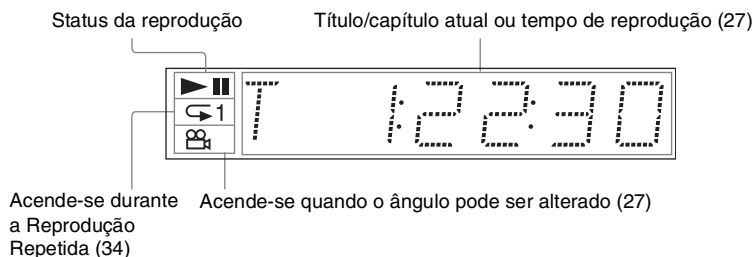 Status da reprodução
Título/capítulo atual ou tempo de reprodução (27)
1
T 1:22:30
Acende-se durante
a Reprodução
Repetida (34)
Acende-se quando o ângulo pode ser alterado (27)